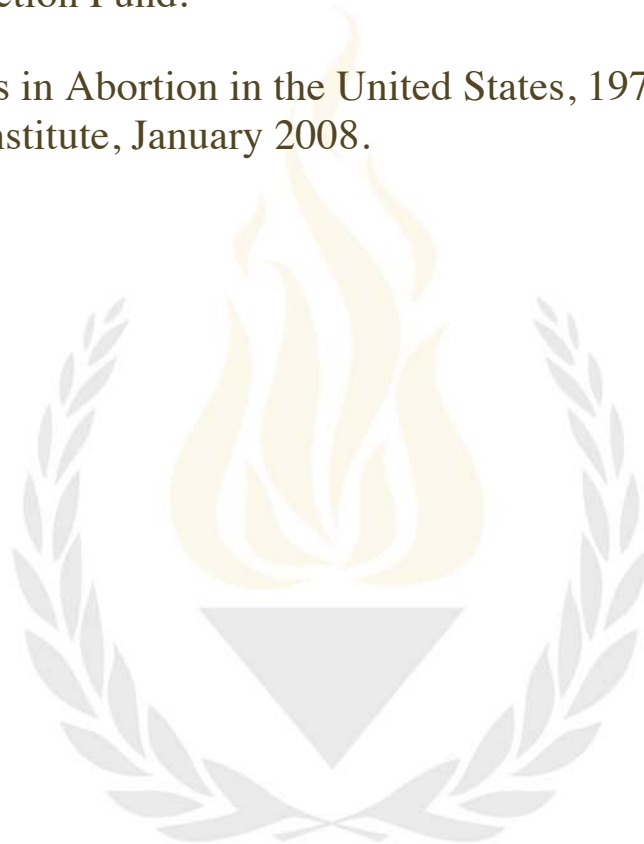 ction Fund.
s in Abortion in the United States, 197
nstitute, January 2008.